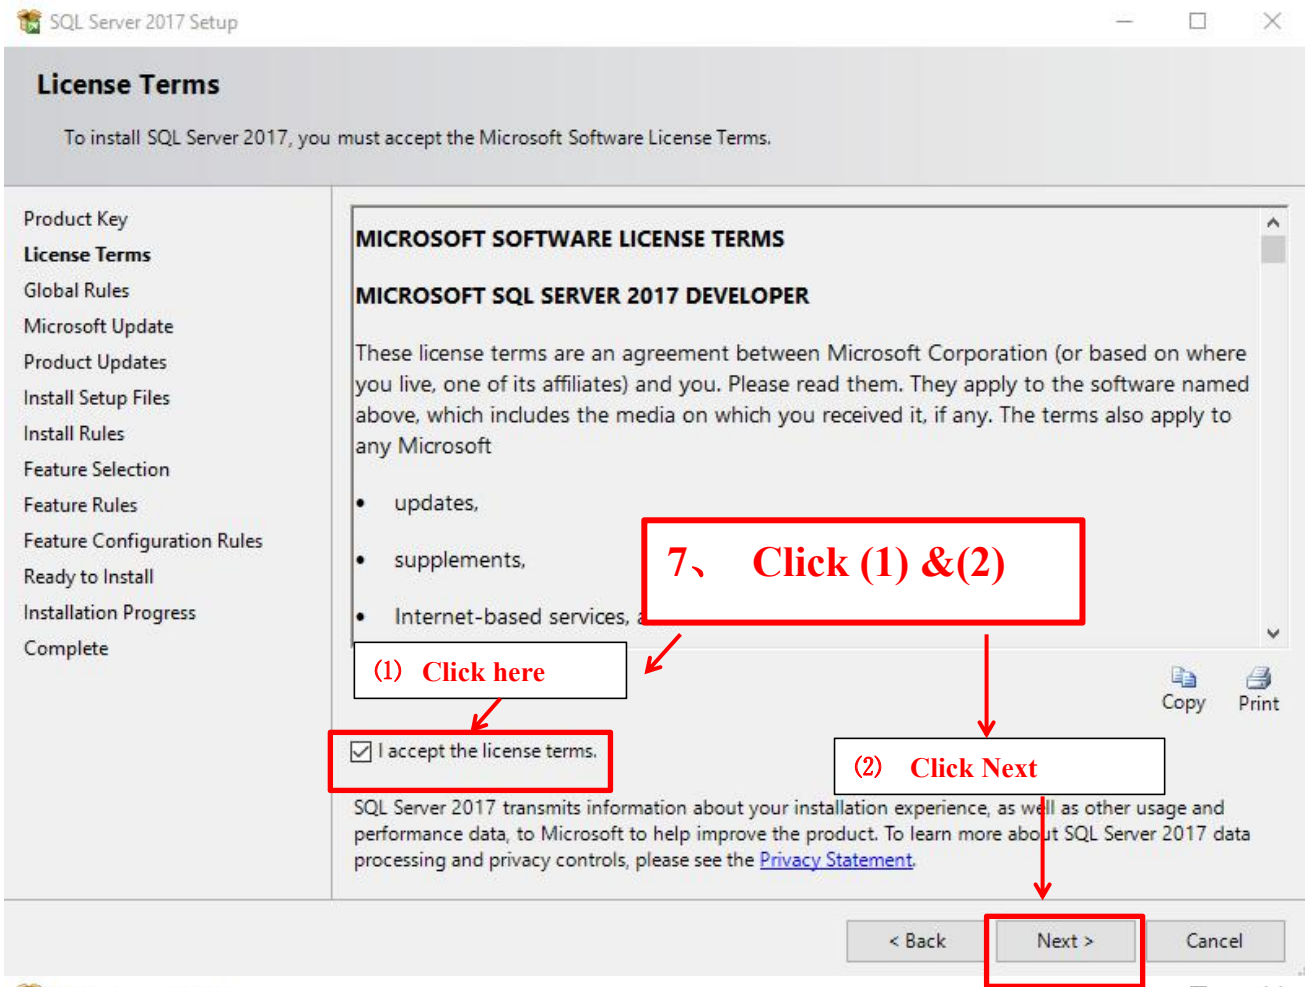 SQL Server 2017 Setup
License Terms
To install SQL Server 2017, you must accept the Microsoft Software License Terms.
Product Key
License Terms
Global Rules
Microsoft Update
Product Updates
Install Setup Files
Install Rules
Feature Selection
Feature Rules
Feature Configuration Rules
Ready to Install
Installation Progress
Complete
MICROSOFT SOFTWARE LICENSE TERMS
MICROSOFT SQL SERVER 2017 DEVELOPER
These license terms are an agreement between Microsoft Corporation (or based on where
you live, one of its affiliates) and you. Please read them. They apply to the software named
above, which includes the media on which you received it, if any. The terms also apply to
any Microsoft
• updates,
• supplements,
• Internet-based services,
7、 Click (1) &(2)
(1) Click here
Copy
Print
I accept the license terms.
(2) Click Next
SQL Server 2017 transmits information about your installation experience, as well as other usage and
performance data, to Microsoft to help improve the product. To learn more about SQL Server 2017 data
processing and privacy controls, please see the Privacy Statement.
< Back
Next >
Cancel